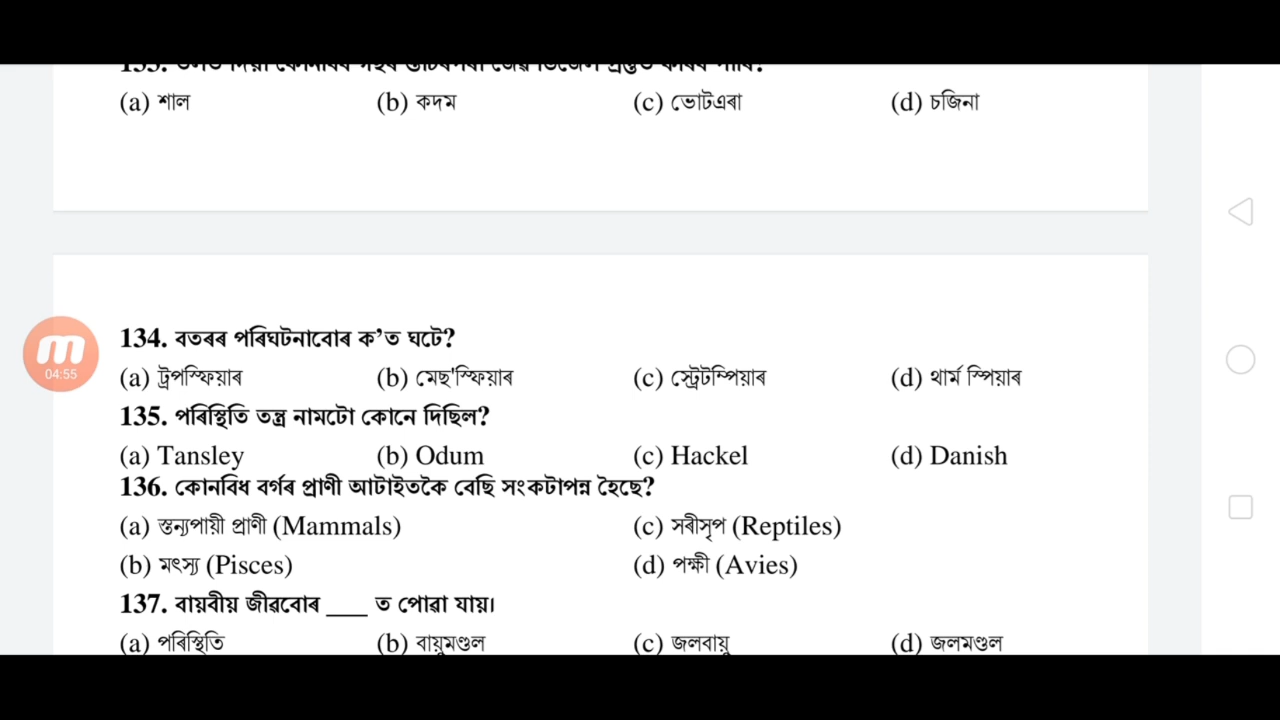 (a) শাল (b) কদম (c) ভোটএৰা (d) চজিনা
134. বতৰৰ পৰিঘটনাবোৰ ক’ত ঘটে?
(a) ট্ৰপস্ফিয়াৰ (b) মেছ'স্ফিয়াৰ (c) স্ট্ৰেটম্পিয়াৰ (d) থাৰ্ম স্পিয়াৰ
04:55
135. পৰিস্থিতি তন্ত্ৰ নামটো কোনে দিছিল?
(a) Tansley (b) Odum (c) Hackel (d) Danish
136. কোনবিধ বৰ্গৰ প্ৰাণী আটাইতকৈ বেছি সংকটাপন্ন হৈছে?
(a) স্তন্যপায়ী প্ৰাণী (Mammals) (c) সৰীসৃপ (Reptiles)
(b) মৎস্য (Pisces) (d) পক্ষী (Avies)
137. বায়বীয় জীৱবোৰ ___ ত পোৱা যায়।
(a) পৰিস্থিতি (b) বায়ুমণ্ডল (c) জলবায়ু (d) জলমণ্ডল